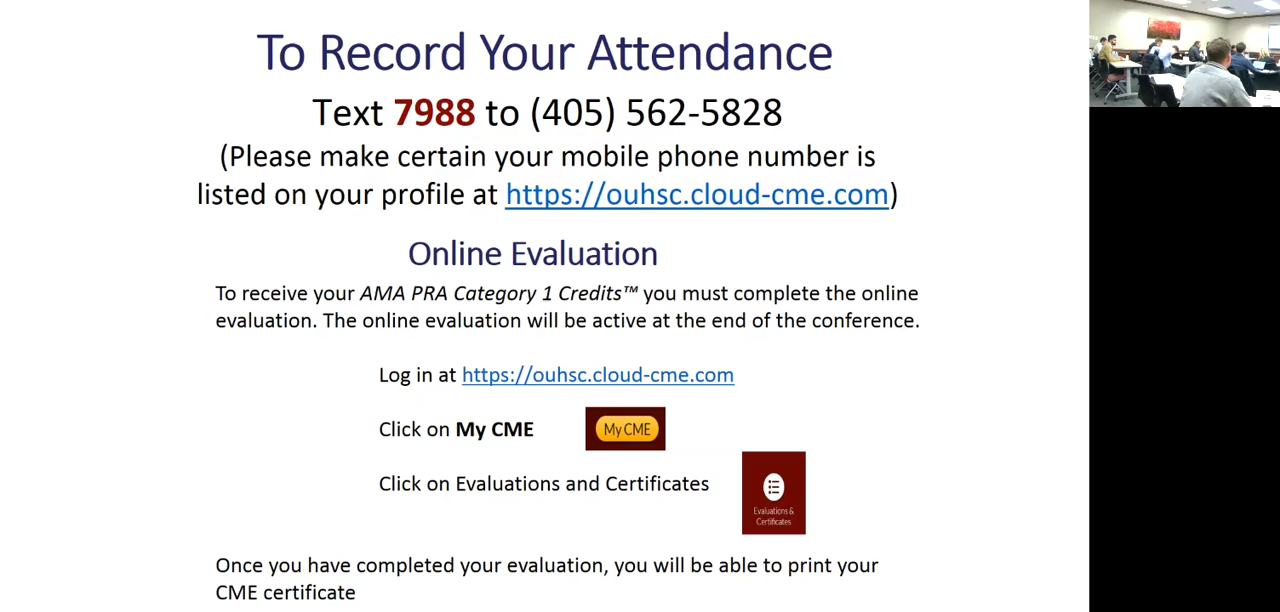 To Record Your Attendance
Text 7988 to (405) 562-5828
(Please make certain your mobile phone number is
listed on your profile at https://ouhsc.cloud-cme.com)
Online Evaluation
To receive your AMA PRA Category 1 Credits™ you must complete the online
evaluation. The online evaluation will be active at the end of the conference.
Log in at https://ouhsc.cloud-cme.com
Click on My CME
My CME
Click on Evaluations and Certificates
Evaluations &
Certificates
Once you have completed your evaluation, you will be able to print your
CME certificate